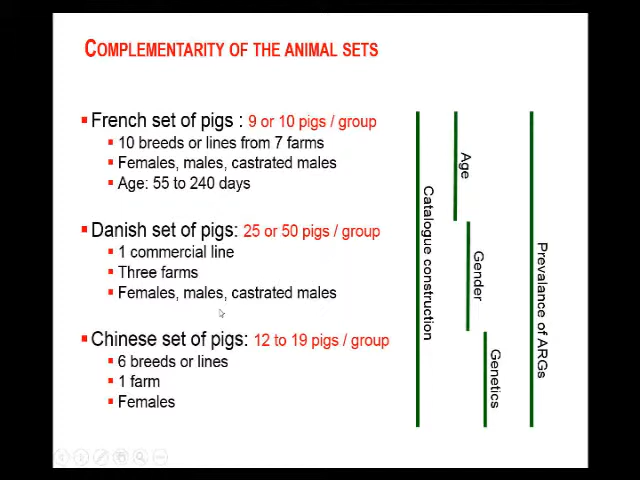 COMPLEMENTARITY OF THE ANIMAL SETS
French set of pigs : 9 or 10 pigs / group
10 breeds or lines from 7 farms
Females, males, castrated males
Age: 55 to 240 days
Danish set of pigs: 25 or 50 pigs / group
1 commercial line
Three farms
Females, males, castrated males
Chinese set of pigs: 12 to 19 pigs / group
6 breeds or lines
1 farm
Females
Catalogue construction
Age
Gender
Genetics
Prevalance of ARGs